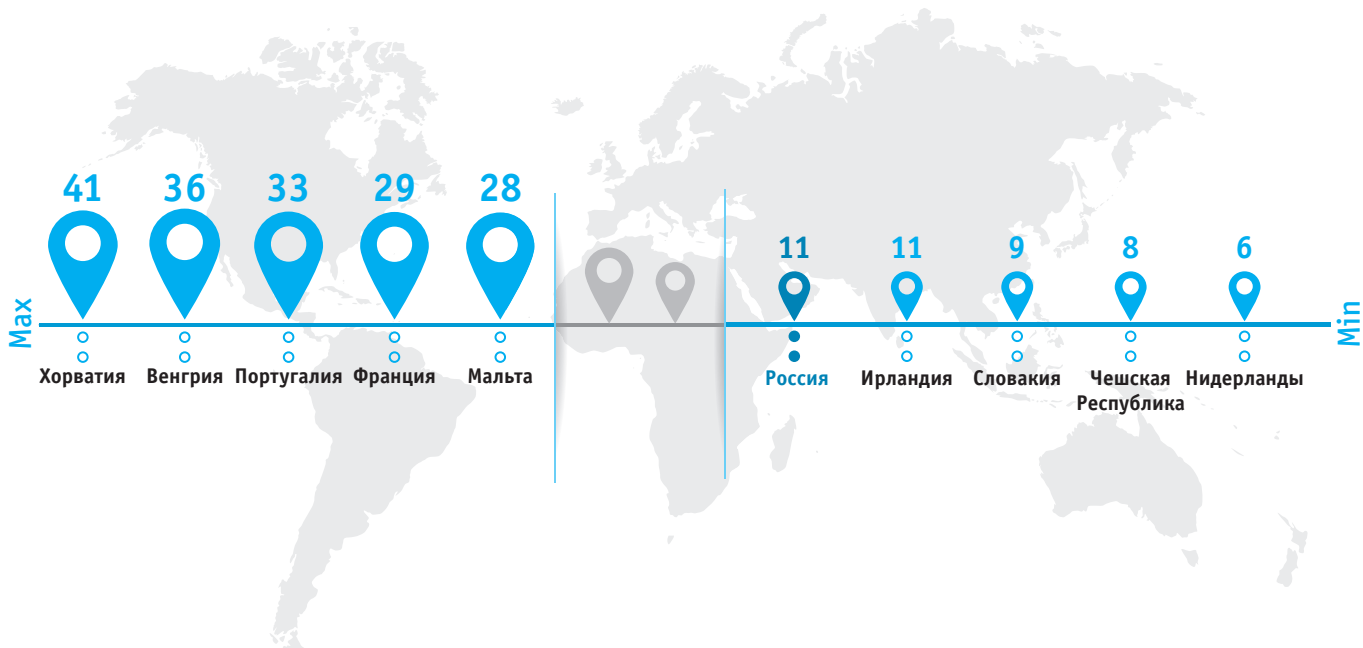 41 36 33 29 28
11 11 9 8 6
Max
Min
Хорватия Венгрия Португалия Франция Мальта
Россия Ирландия Словакия Чешская Нидерланды
Республика